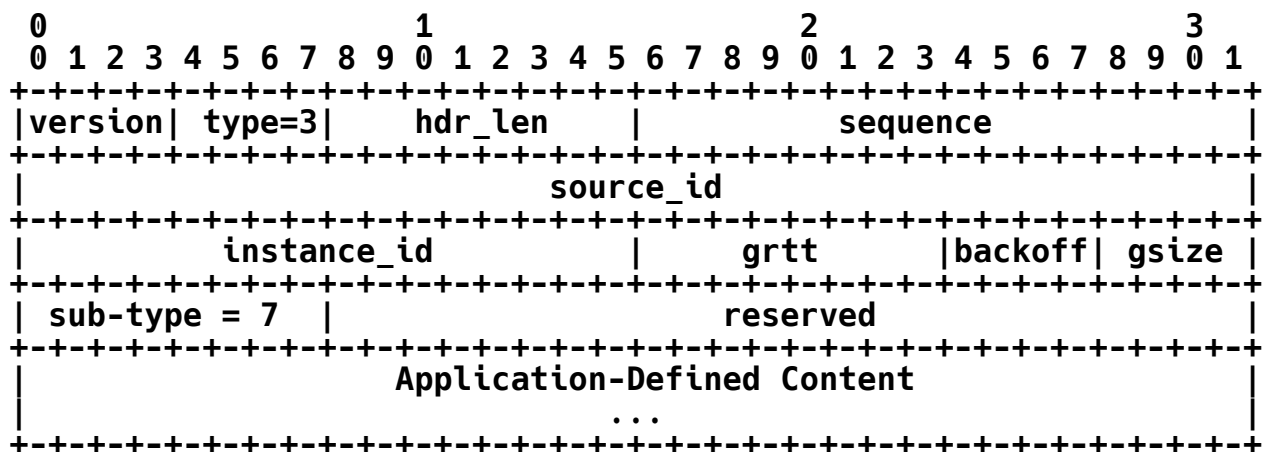 0                   1                   2                   3
 0 1 2 3 4 5 6 7 8 9 0 1 2 3 4 5 6 7 8 9 0 1 2 3 4 5 6 7 8 9 0 1
+-+-+-+-+-+-+-+-+-+-+-+-+-+-+-+-+-+-+-+-+-+-+-+-+-+-+-+-+-+-+-+-+
|version| type=3|    hdr_len    |          sequence             |
+-+-+-+-+-+-+-+-+-+-+-+-+-+-+-+-+-+-+-+-+-+-+-+-+-+-+-+-+-+-+-+-+
|                           source_id                           |
+-+-+-+-+-+-+-+-+-+-+-+-+-+-+-+-+-+-+-+-+-+-+-+-+-+-+-+-+-+-+-+-+
|          instance_id          |     grtt      |backoff| gsize |
+-+-+-+-+-+-+-+-+-+-+-+-+-+-+-+-+-+-+-+-+-+-+-+-+-+-+-+-+-+-+-+-+
| sub-type = 7  |                    reserved                   |
+-+-+-+-+-+-+-+-+-+-+-+-+-+-+-+-+-+-+-+-+-+-+-+-+-+-+-+-+-+-+-+-+
|                   Application-Defined Content                 |
|                              ...                              |
+-+-+-+-+-+-+-+-+-+-+-+-+-+-+-+-+-+-+-+-+-+-+-+-+-+-+-+-+-+-+-+-+